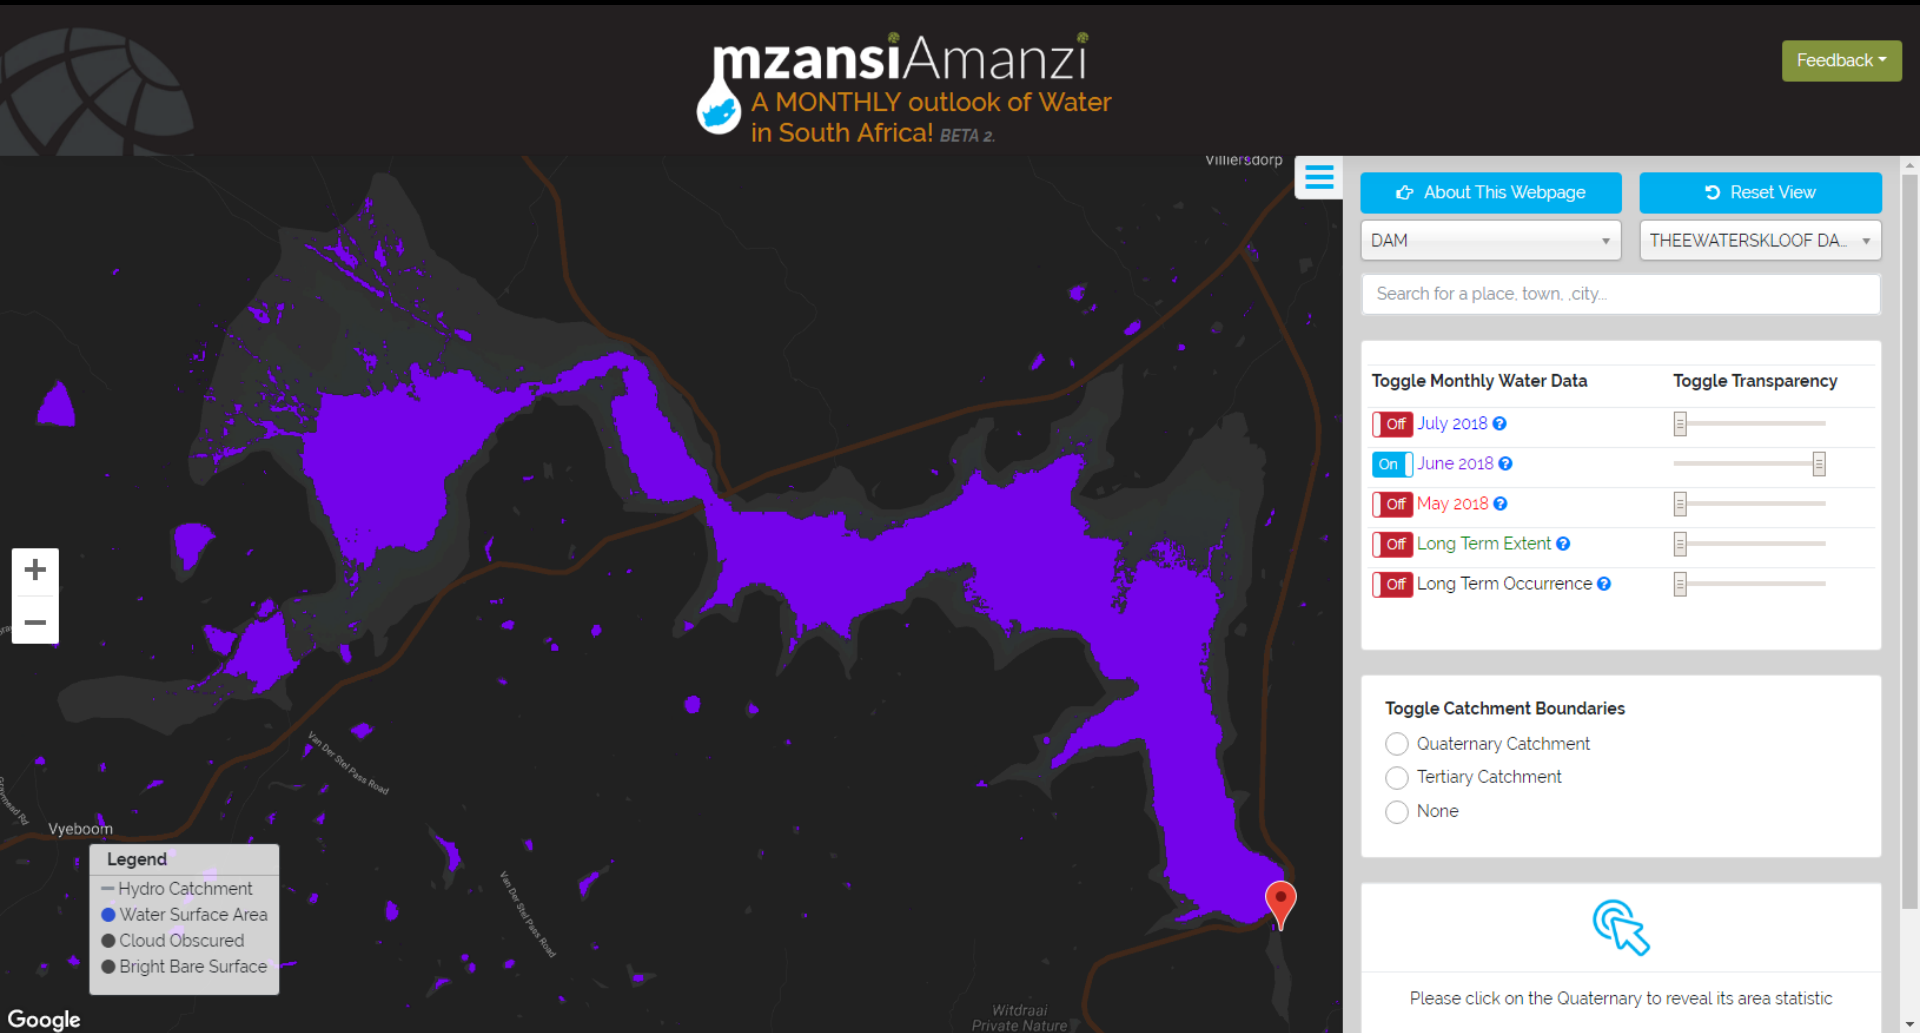 mzansiAmanzi
A MONTHLY outlook of Water
in South Africa! BETA 2.
Feedback
Villiersdorp
About This Webpage
Reset View
DAM
THEEWATERSKLOOF DA...
Search for a place, town, ,city...
Toggle Monthly Water Data
Toggle Transparency
Off July 2018
On June 2018
Off May 2018
Off Long Term Extent
Off Long Term Occurrence
Toggle Catchment Boundaries
Quaternary Catchment
Tertiary Catchment
None
Please click on the Quaternary to reveal its area statistic
Van Der Stel Pass Road
Van Der Stel Pass Road
Vyeboom
Legend
Hydro Catchment
Water Surface Area
Cloud Obscured
Bright Bare Surface
Witdraai
Private Nature
Google